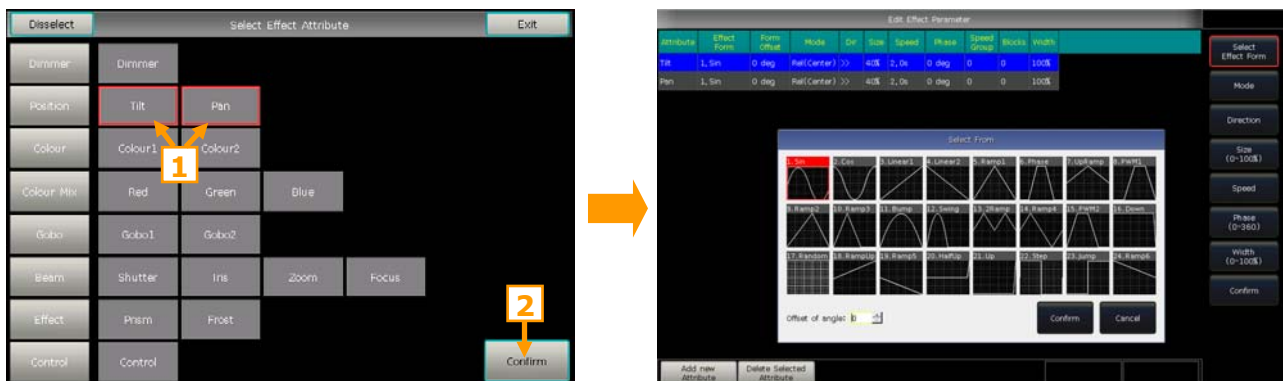 Disselect Select Effect Attribute Exit
Dimmer Dimmer
Position Tilt Pan
Colour Colour1 Colour2
1
Colour Mix Red Green Blue
Gobo Gobo1 Gobo2
Beam Shutter Iris Zoom Focus
2
Effect Prism Frost
Control Control Confirm
Edit Effect Parameter
Attribute Effect Form Form Offset Mode Dir Size Speed Phase Speed Group Blocks Width
Tilt 1.Sin 0 deg Rel(Center) >> 40% 2.0s 0 deg 0 0 100%
Pan 1.Sin 0 deg Rel(Center) >> 40% 2.0s 0 deg 0 0 100%
Select From
1.Sin 2.Cos 3.Linear1 4.Linear2 5.Ramp1 6.Phase 7.UpRamp 8.PWM1
9.Ramp2 10.Ramp3 11.Bump 12.Swing 13.2Ramp 14.Ramp4 15.PWM2 16.Down
17.Random 18.RampUp 19.Ramp5 20.HalfUp 21.Up 22.Step 23.Jump 24.Ramp6
Offset of angle: 0 Confirm Cancel
Add new Attribute Delete Selected Attribute
Select
Effect Form
Mode
Direction
Size
(0~100%)
Speed
Phase
(0~360)
Width
(0~100%)
Confirm